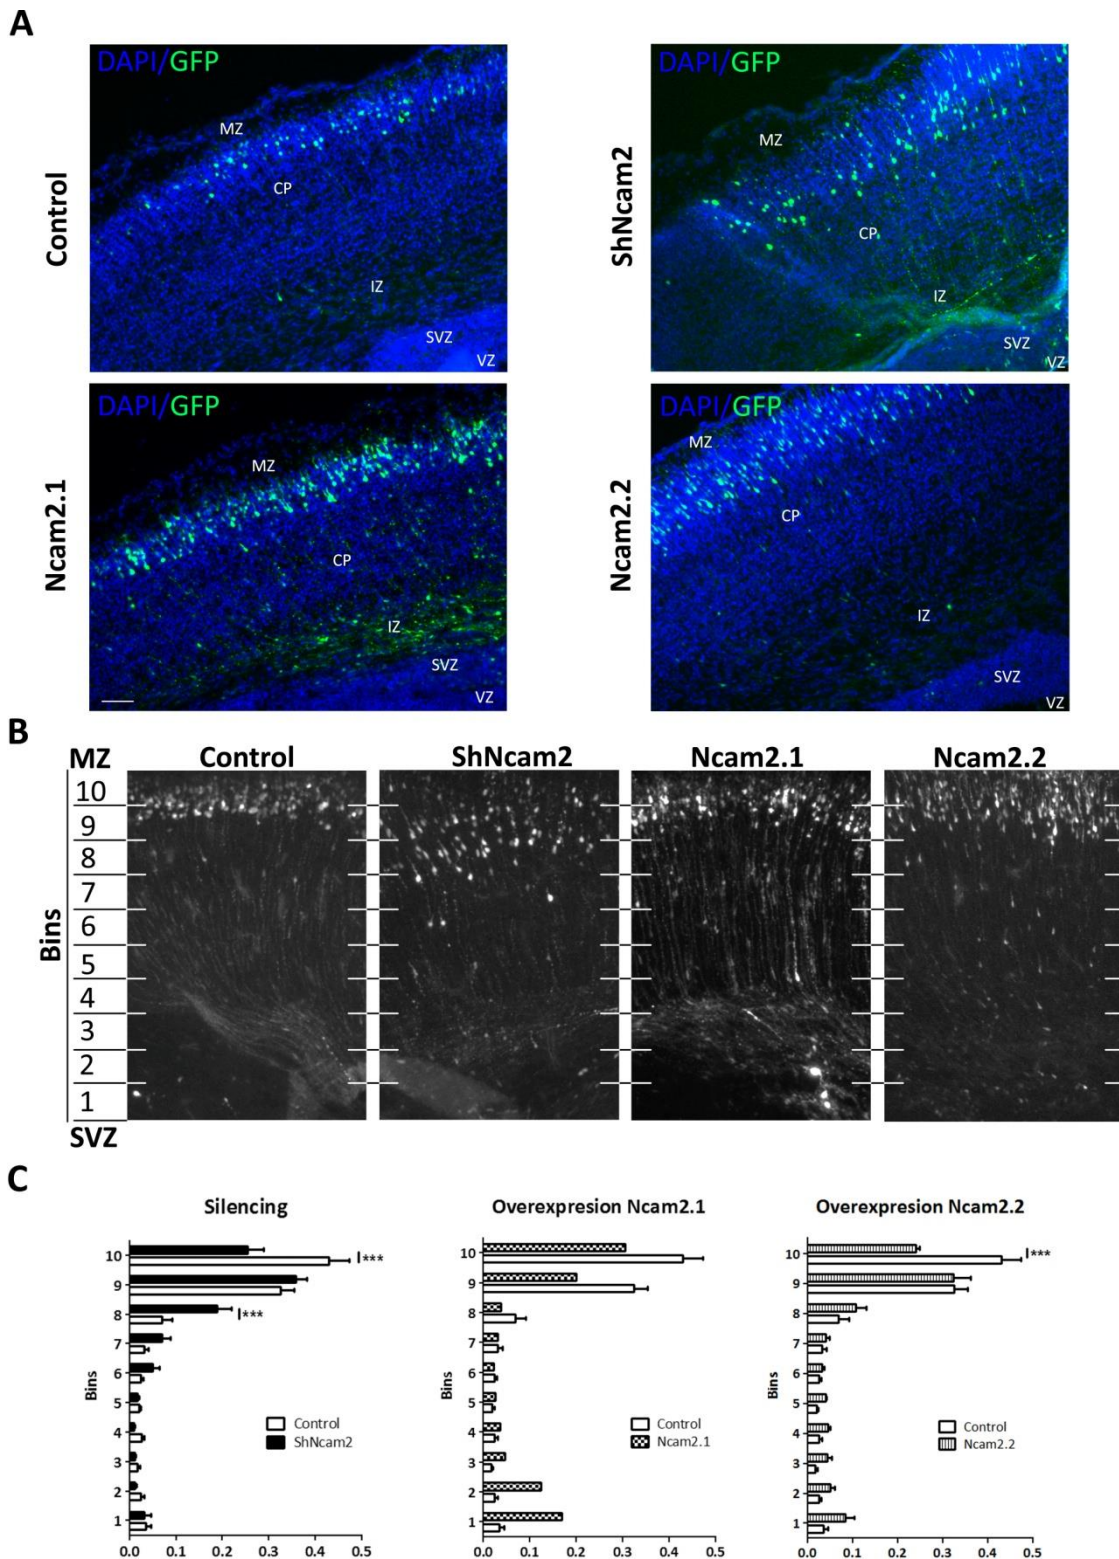 A
Control
DAPI/GFP
MZ
CP
IZ
SVZ
VZ
ShNcam2
DAPI/GFP
MZ
CP
IZ
SVZ
VZ
Ncam2.1
DAPI/GFP
MZ
CP
IZ
SVZ
VZ
Ncam2.2
DAPI/GFP
MZ
CP
IZ
SVZ
VZ
B
MZ Control ShNcam2 Ncam2.1 Ncam2.2
Bins
10
9
8
7
6
5
4
3
2
1
SVZ
C
Silencing
Bins
10
9
8
7
6
5
4
3
2
1
***
***
Control
ShNcam2
0.0 0.1 0.2 0.3 0.4 0.5
Overexpresion Ncam2.1
Bins
10
9
8
7
6
5
4
3
2
1
Control
Ncam2.1
0.0 0.1 0.2 0.3 0.4 0.5
Overexpresion Ncam2.2
Bins
10
9
8
7
6
5
4
3
2
1
***
Control
Ncam2.2
0.0 0.1 0.2 0.3 0.4 0.5